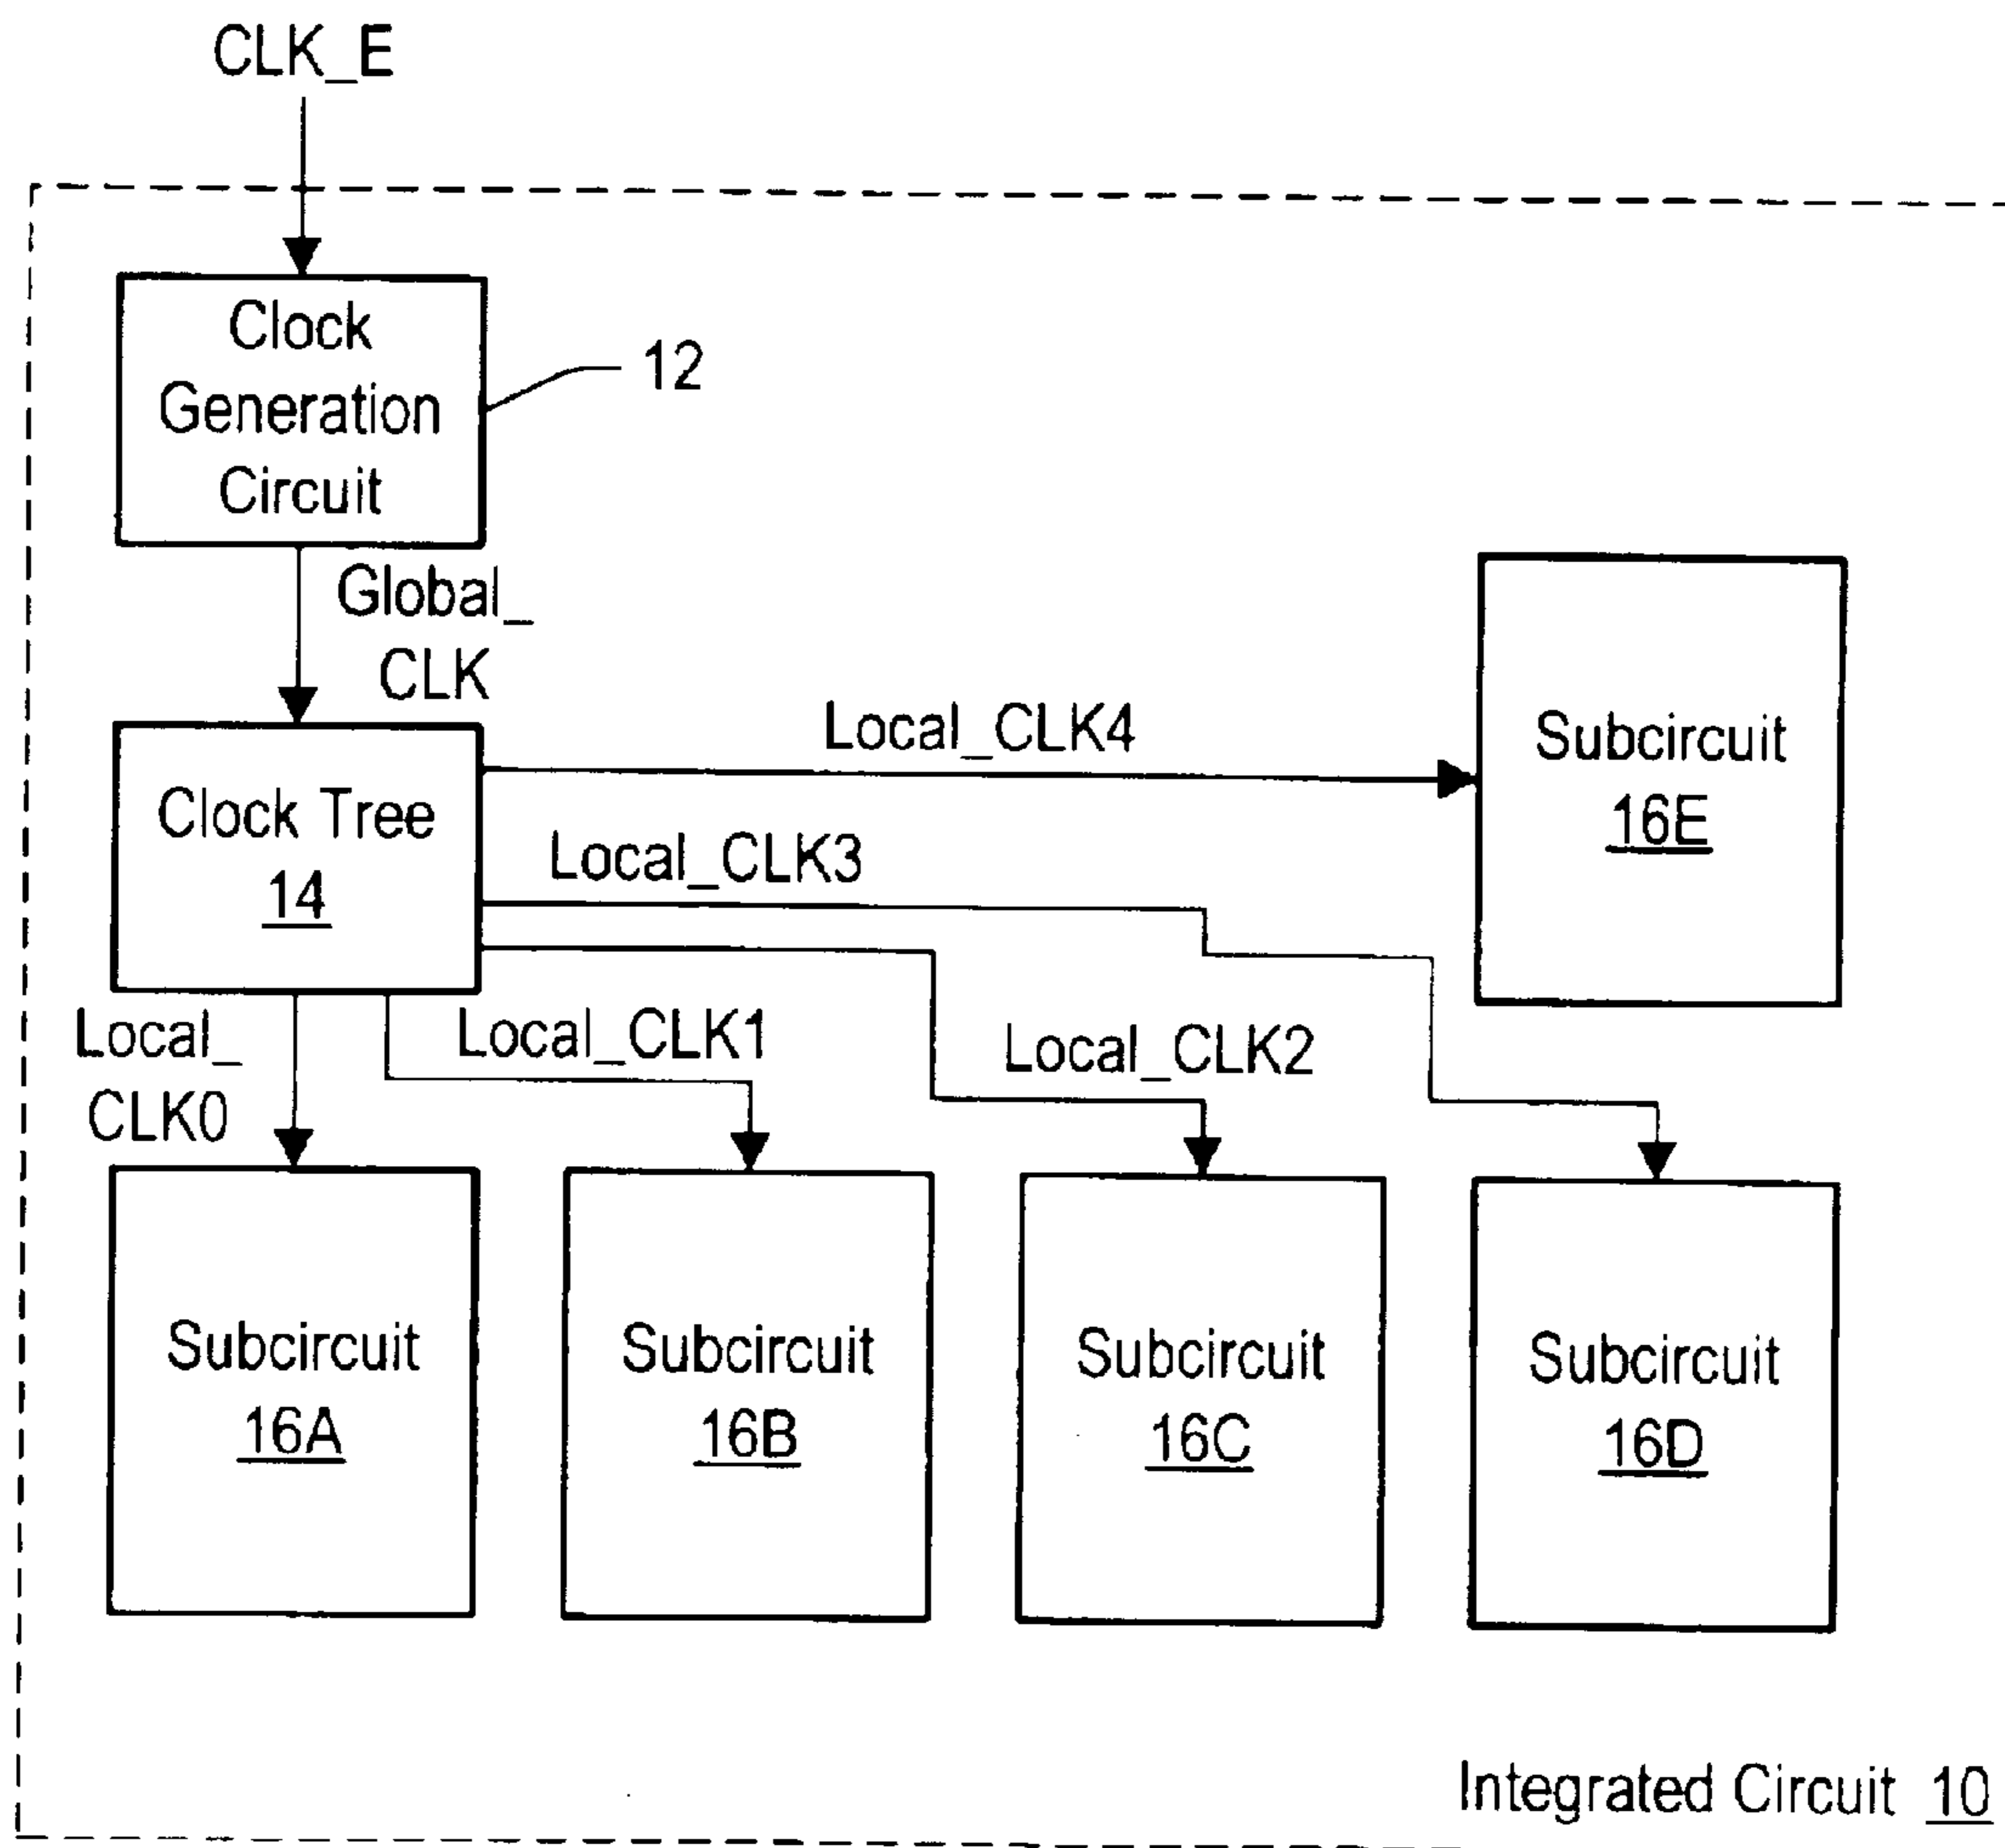 CLK_E
Clock
Generation
Circuit
12
Global_
CLK
Local_CLK4
Subcircuit
16E
Clock Tree
14
Local_CLK3
Local_
CLK0
Local_CLK1
Local_CLK2
Subcircuit
16A
Subcircuit
16B
Subcircuit
16C
Subcircuit
16D
Integrated Circuit 10